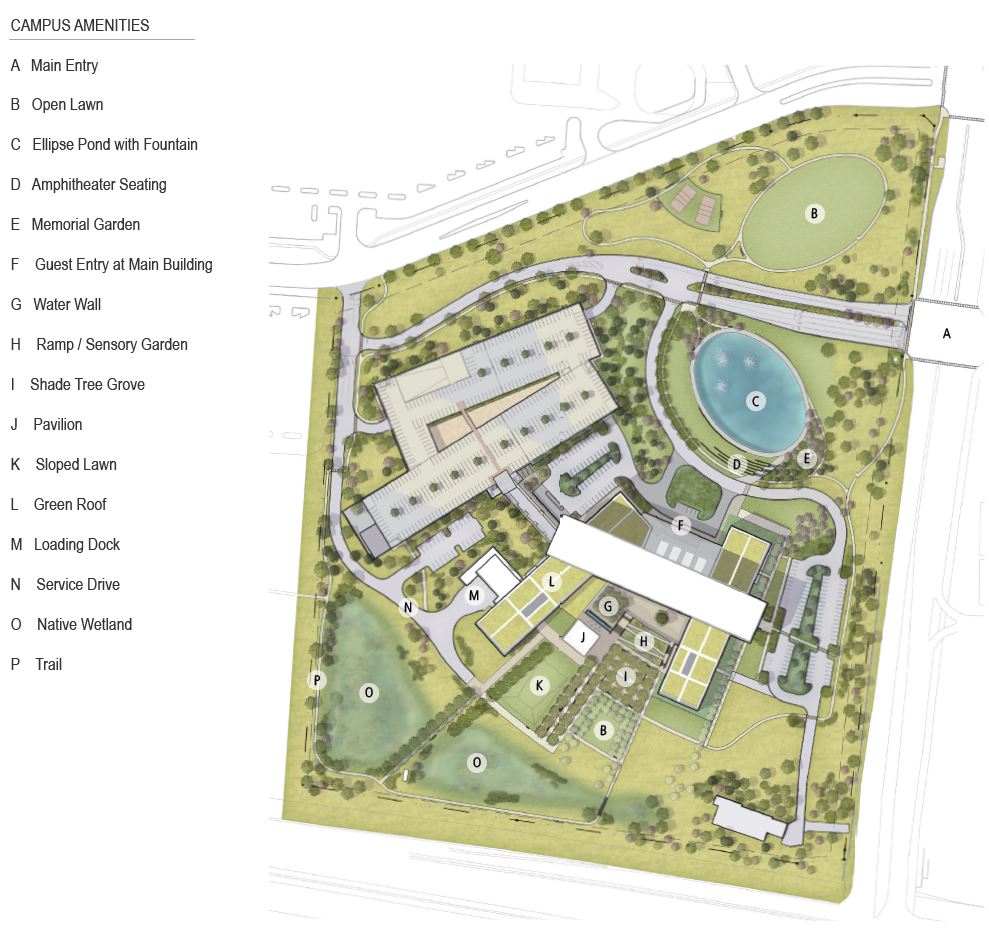 CAMPUS AMENITIES
A Main Entry
B Open Lawn
C Ellipse Pond with Fountain
D Amphitheater Seating
E Memorial Garden
F Guest Entry at Main Building
G Water Wall
H Ramp / Sensory Garden
I Shade Tree Grove
J Pavilion
K Sloped Lawn
L Green Roof
M Loading Dock
N Service Drive
O Native Wetland
P Trail
B
A
C
E
D
F
L
M
N
G
J
H
I
P
K
O
B
O